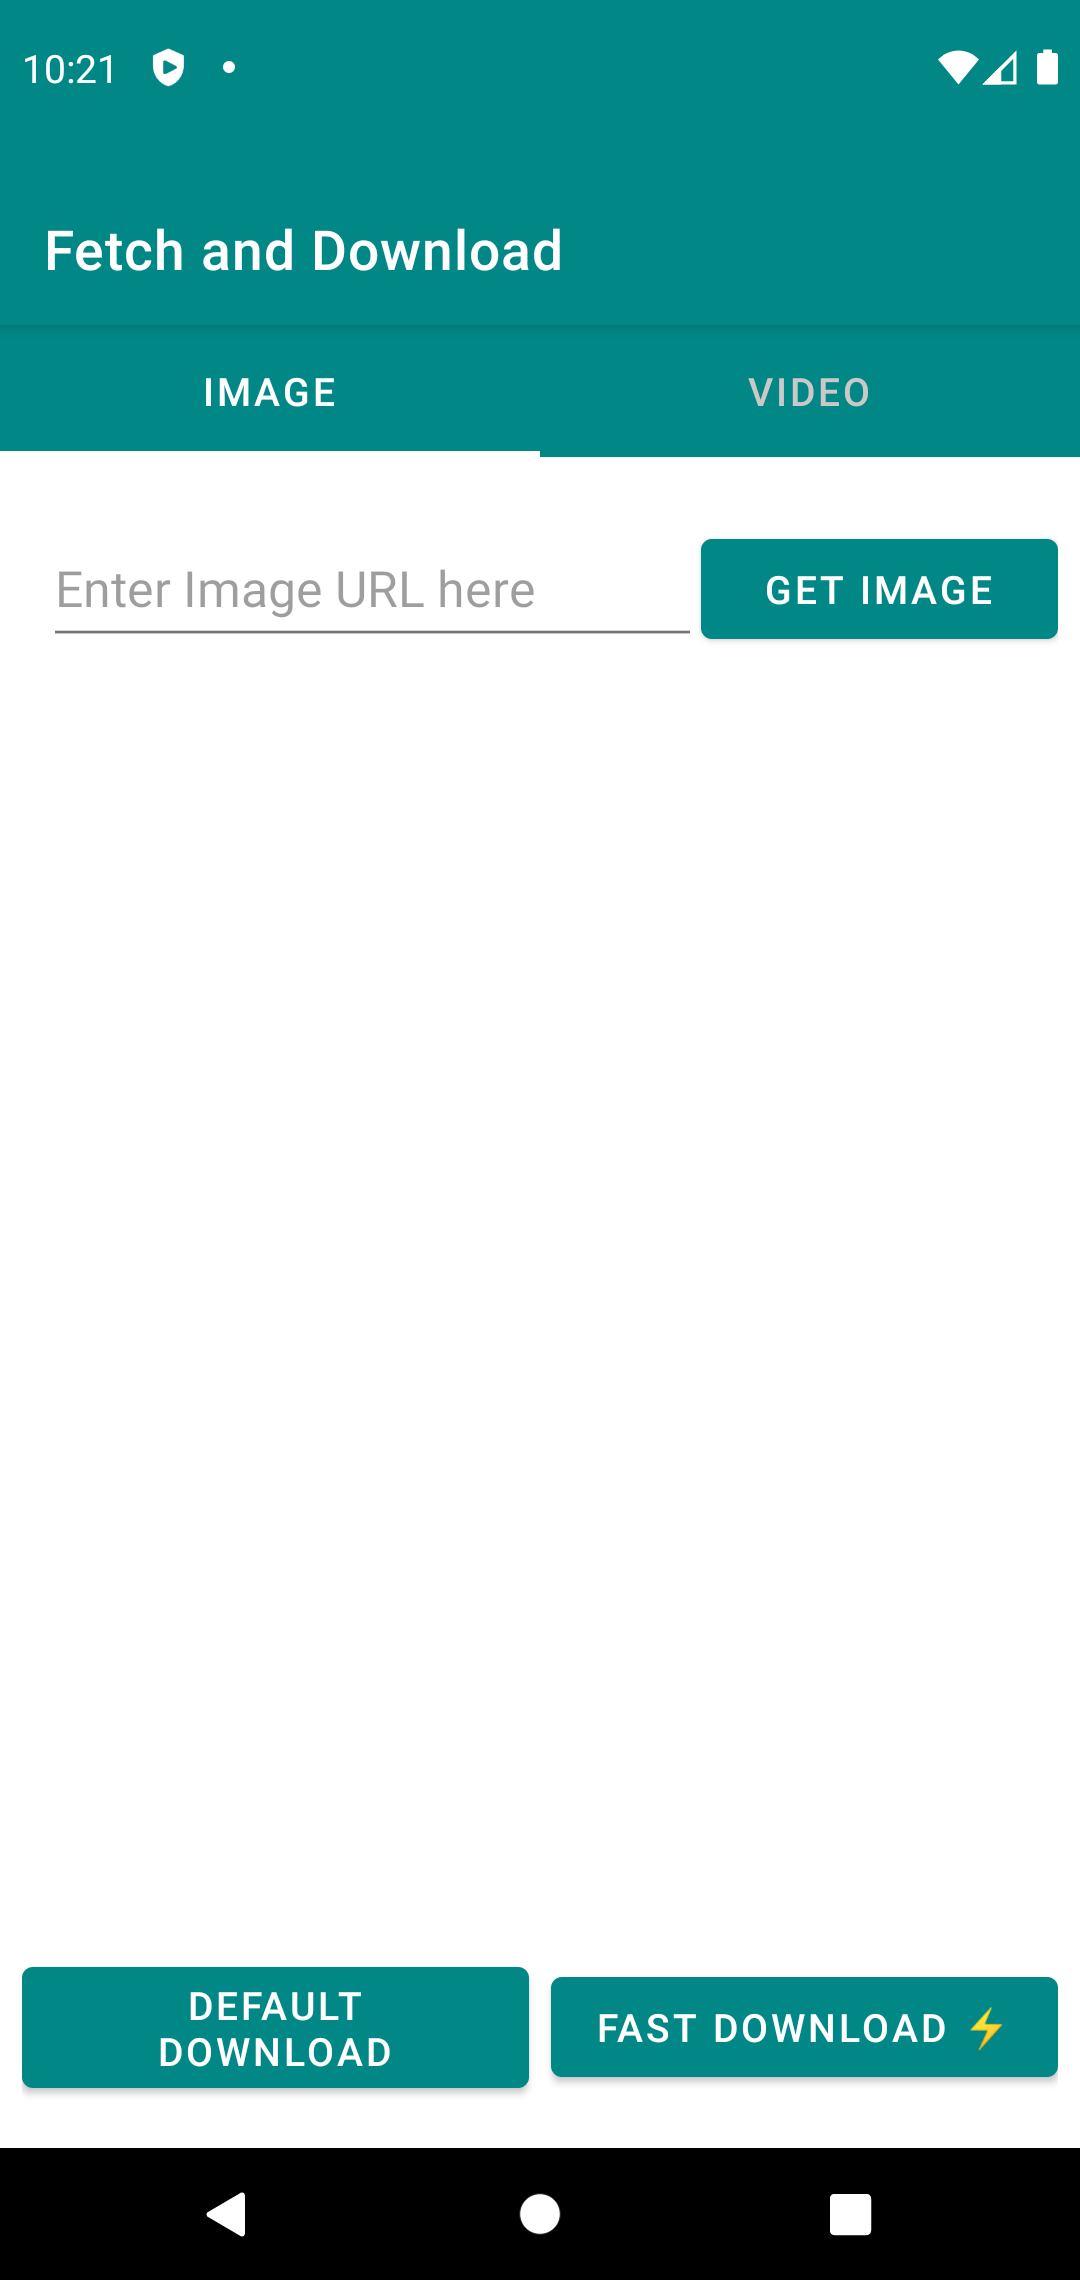 10:21
Fetch and Download
IMAGE VIDEO
Enter Image URL here GET IMAGE
DEFAULT
DOWNLOAD
FAST DOWNLOAD ⚡